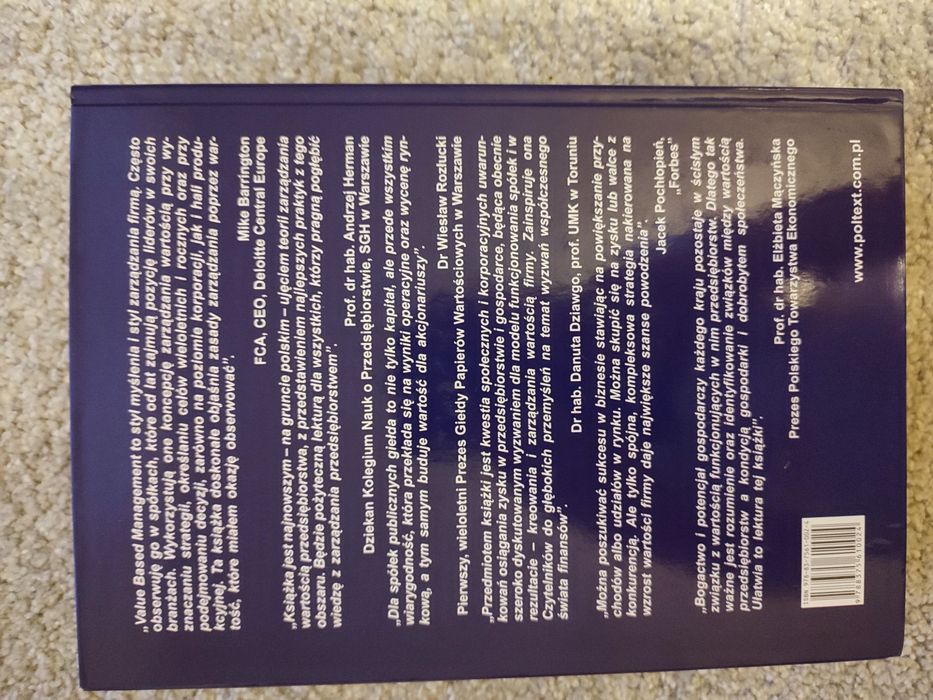 „Value Based Management to styl myślenia i styl zarządzania firmą. Często
obserwuję go w spółkach, które od lat zajmują pozycję liderów w swoich
branżach. Wykorzystują one koncepcję zarządzania wartością przy wy-
znaczaniu strategii, określaniu celów wieloletnich i rocznych oraz przy
podejmowaniu decyzji, zarówno na poziomie korporacji, jak i hali produ-
kcyjnej. Ta książka doskonale objaśnia zasady zarządzania poprzez war-
tość, które miałem okazję obserwować”.
Mike Barrington
FCA, CEO, Deloitte Central Europe
„Książka jest najnowszym – na gruncie polskim – ujęciem teorii zarządzania
wartością przedsiębiorstwa, z przedstawieniem najlepszych praktyk z tego
obszaru. Będzie pożyteczną lekturą dla wszystkich, którzy pragną pogłębić
wiedzę z zarządzania przedsiębiorstwem”.
Prof. dr hab. Andrzej Herman
Dziekan Kolegium Nauk o Przedsiębiorstwie, SGH w Warszawie
„Dla spółek publicznych giełda to nie tylko kapitał, ale przede wszystkim
wiarygodność, która przekłada się na wyniki operacyjne oraz wycenę ryn-
kową, a tym samym buduje wartość dla akcjonariuszy”.
Dr Wiesław Rozłucki
Pierwszy, wieloletni Prezes Giełdy Papierów Wartościowych w Warszawie
„Przedmiotem książki jest kwestia społecznych i korporacyjnych uwarun-
kowań osiągania zysku w przedsiębiorstwie i gospodarce, będąca obecnie
szeroko dyskutowanym wyzwaniem dla modelu funkcjonowania spółek i w
rezultacie – kreowania i zarządzania wartością firmy. Zainspiruje ona
Czytelników do głębokich przemyśleń na temat wyzwań współczesnego
świata finansów”
Dr hab. Danuta Dziawgo, prof. UMK w Toruniu
„Można poszukiwać sukcesu w biznesie stawiając na powiększanie przy-
chodów albo udziałów w rynku. Można skupić się na zysku lub walce z
konkurencją. Ale tylko spójna, kompleksowa strategia nakierowana na
wzrost wartości firmy daje największe szanse powodzenia”.
Jacek Pochłopień,
„Forbes”
„Bogactwo i potencjał gospodarczy każdego kraju pozostaje w ścisłym
związku z wartością funkcjonujących w nim przedsiębiorstw. Dlatego tak
ważne jest rozumienie oraz identyfikowanie związków między wartością
przedsiębiorstw a kondycją gospodarki i dobrobytem społeczeństwa.
Ułatwia to lektura tej książki”.
Prof. dr hab. Elżbieta Mączyńska
Prezes Polskiego Towarzystwa Ekonomicznego
ISBN 978-83-7561-002-4
9788375610024
www.poltext.com.pl